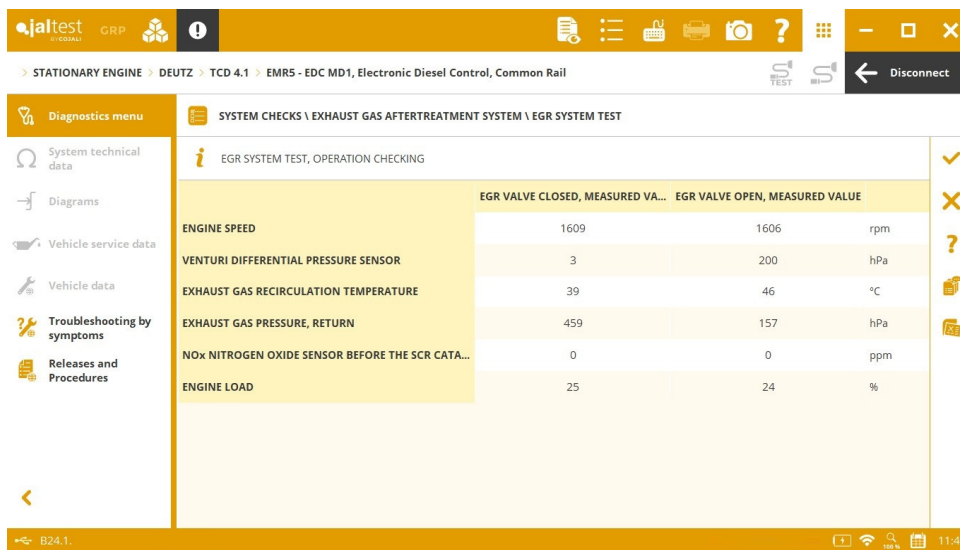 jaltest GRP
BY COJALI
> STATIONARY ENGINE > DEUTZ > TCD 4.1 > EMR5 - EDC MD1, Electronic Diesel Control, Common Rail
TEST
Disconnect
Diagnostics menu
SYSTEM CHECKS \ EXHAUST GAS AFTERTREATMENT SYSTEM \ EGR SYSTEM TEST
System technical
data
EGR SYSTEM TEST, OPERATION CHECKING
Diagrams
Vehicle service data
Vehicle data
Troubleshooting by
symptoms
Releases and
Procedures
EGR VALVE CLOSED, MEASURED VA... EGR VALVE OPEN, MEASURED VALUE
ENGINE SPEED 1609 1606 rpm
VENTURI DIFFERENTIAL PRESSURE SENSOR 3 200 hPa
EXHAUST GAS RECIRCULATION TEMPERATURE 39 46 °C
EXHAUST GAS PRESSURE, RETURN 459 157 hPa
NOx NITROGEN OXIDE SENSOR BEFORE THE SCR CATA... 0 0 ppm
ENGINE LOAD 25 24 %
B24.1.
100 %
11:4